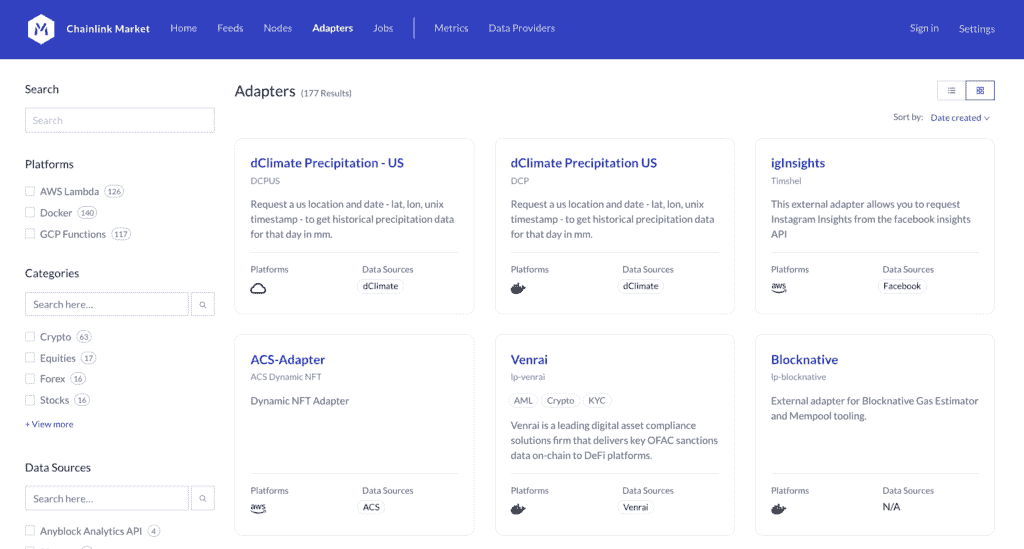 Chainlink Market Home Feeds Nodes Adapters Jobs Metrics Data Providers Sign in Settings
Search
Search
Platforms
AWS Lambda 126
Docker 140
GCP Functions 117
Categories
Search here...
Crypto 63
Equities 17
Forex 16
Stocks 16
+ View more
Data Sources
Search here...
Anyblock Analytics API 4
Adapters (177 Results)
Sort by: Date created
dClimate Precipitation - US
DCPUS
Request a us location and date - lat, lon, unix
timestamp - to get historical precipitation data
for that day in mm.
Platforms Data Sources
dClimate
dClimate Precipitation US
DCP
Request a us location and date - lat, lon, unix
timestamp - to get historical precipitation data
for that day in mm.
Platforms Data Sources
dClimate
igInsights
Timshel
This external adapter allows you to request
Instagram Insights from the facebook insights
API
Platforms Data Sources
aws Facebook
ACS-Adapter
ACS Dynamic NFT
Dynamic NFT Adapter
Platforms Data Sources
aws ACS
Venrai
lp-venrai
AML Crypto KYC
Venrai is a leading digital asset compliance
solutions firm that delivers key OFAC sanctions
data on-chain to DeFi platforms.
Platforms Data Sources
Venrai
Blocknative
lp-blocknative
External adapter for Blocknative Gas Estimator
and Mempool tooling.
Platforms Data Sources
N/A